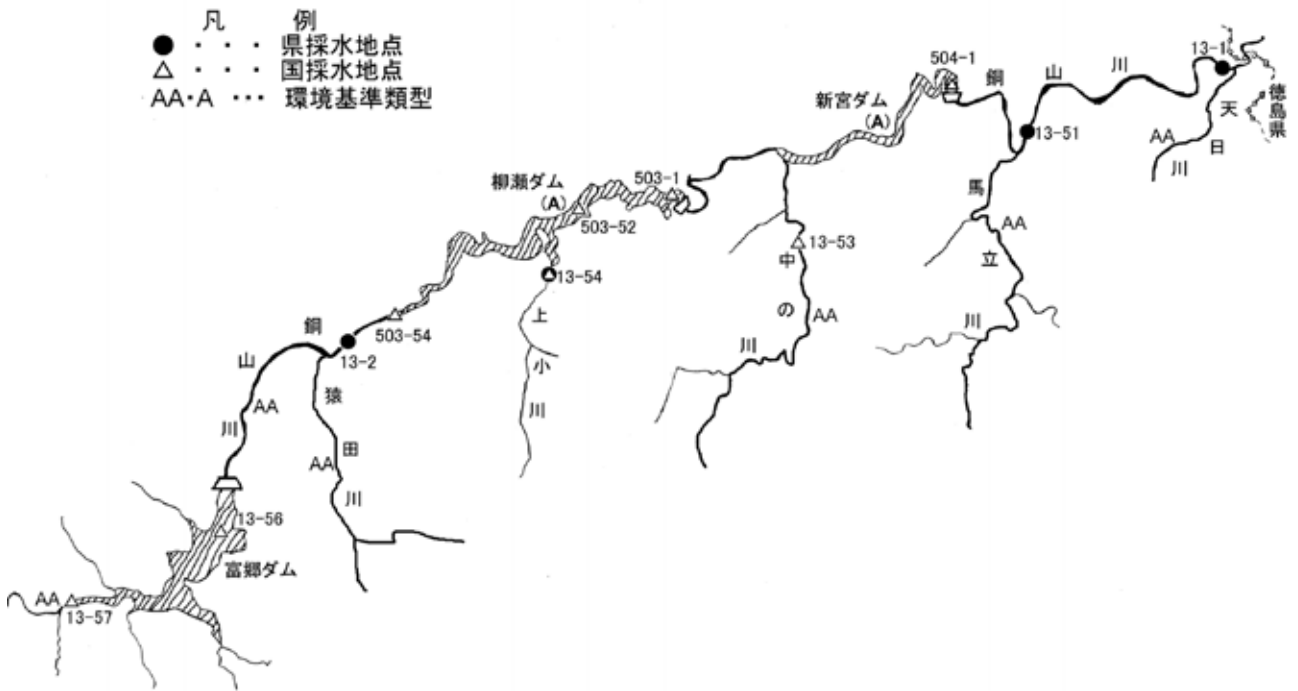 凡 例
● ・ ・ ・ 県採水地点
△ ・ ・ ・ 国採水地点
AA・A ・・・ 環境基準類型
13-1
504-1
銅山川
新宮ダム
(A)
徳島県
天日川
AA
13-51
馬立川
AA
503-1
柳瀬ダム
(A)
503-52
13-53
中の川
AA
13-54
上小川
503-54
13-2
銅山川
AA
猿田川
AA
13-56
富郷ダム
AA
13-57